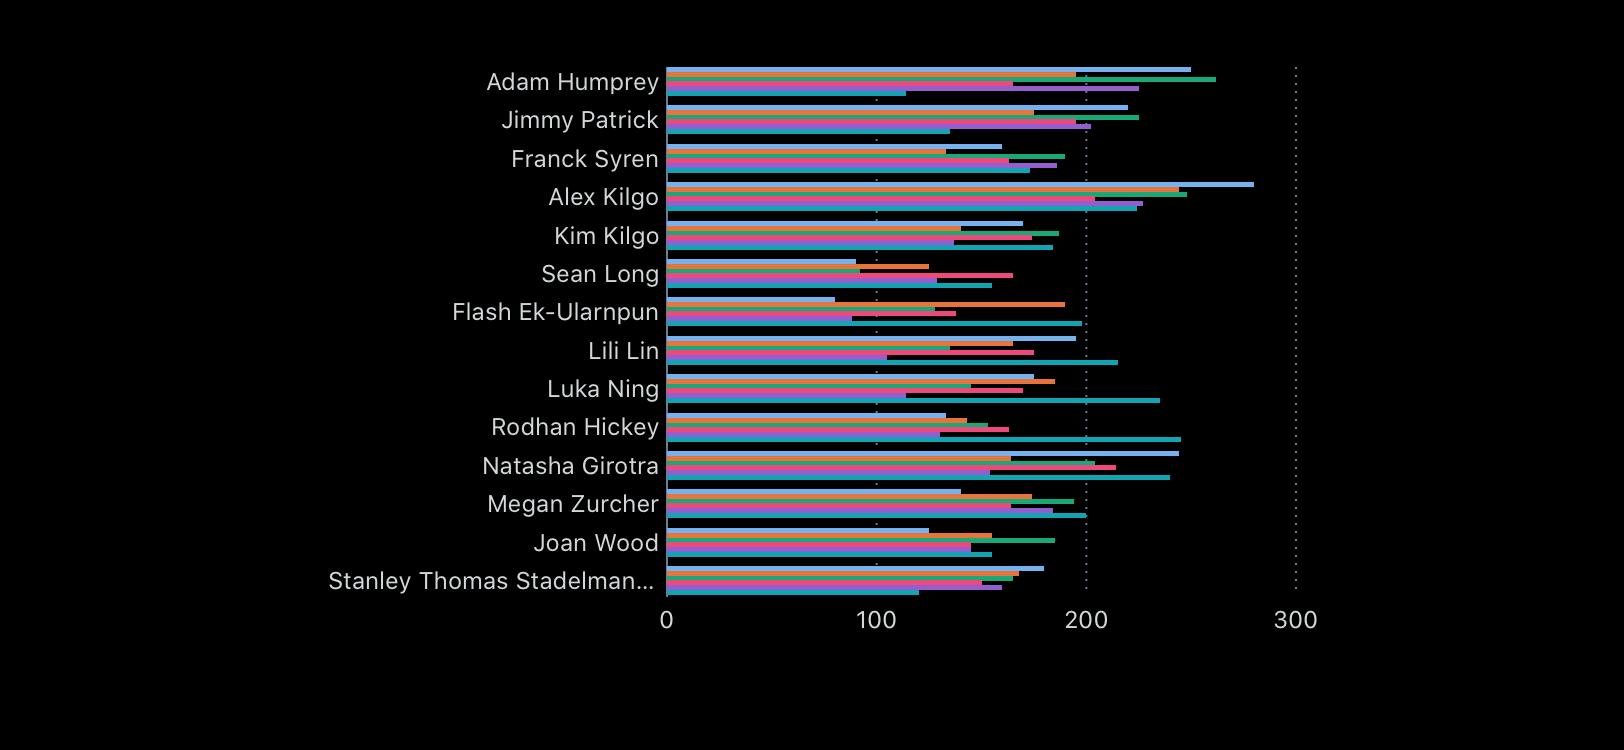 Adam Humprey
Jimmy Patrick
Franck Syren
Alex Kilgo
Kim Kilgo
Sean Long
Flash Ek-Ularnpun
Lili Lin
Luka Ning
Rodhan Hickey
Natasha Girotra
Megan Zurcher
Joan Wood
Stanley Thomas Stadelman...
0 100 200 300